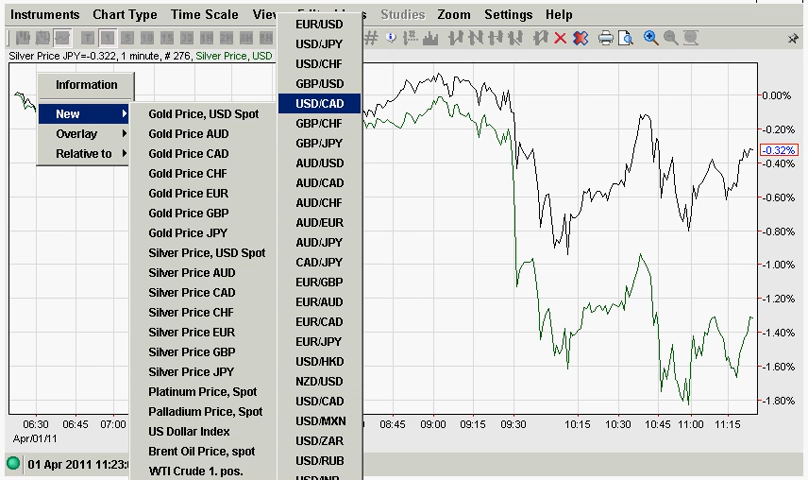 Instruments Chart Type Time Scale View Studies Zoom Settings Help
Silver Price JPY=-0.322, 1 minute, # 276, Silver Price, USD
Information
New
Overlay
Relative to
Gold Price, USD Spot
Gold Price AUD
Gold Price CAD
Gold Price CHF
Gold Price EUR
Gold Price GBP
Gold Price JPY
Silver Price, USD Spot
Silver Price AUD
Silver Price CAD
Silver Price CHF
Silver Price EUR
Silver Price GBP
Silver Price JPY
Platinum Price, Spot
Palladium Price, Spot
US Dollar Index
Brent Oil Price, spot
WTI Crude 1. pos.
EUR/USD
USD/JPY
USD/CHF
GBP/USD
USD/CAD
GBP/CHF
GBP/JPY
AUD/USD
AUD/CAD
AUD/CHF
AUD/EUR
AUD/JPY
CAD/JPY
EUR/GBP
EUR/AUD
EUR/CAD
EUR/JPY
USD/HKD
NZD/USD
USD/CAD
USD/MXN
USD/ZAR
USD/RUB
0.00%
-0.20%
-0.32%
-0.40%
-0.60%
-0.80%
-1.00%
-1.20%
-1.40%
-1.60%
-1.80%
06:30 06:45 07:00 08:45 09:00 09:15 09:30 10:15 10:30 10:45 11:00 11:15
Apr/01/11
01 Apr 2011 11:23: